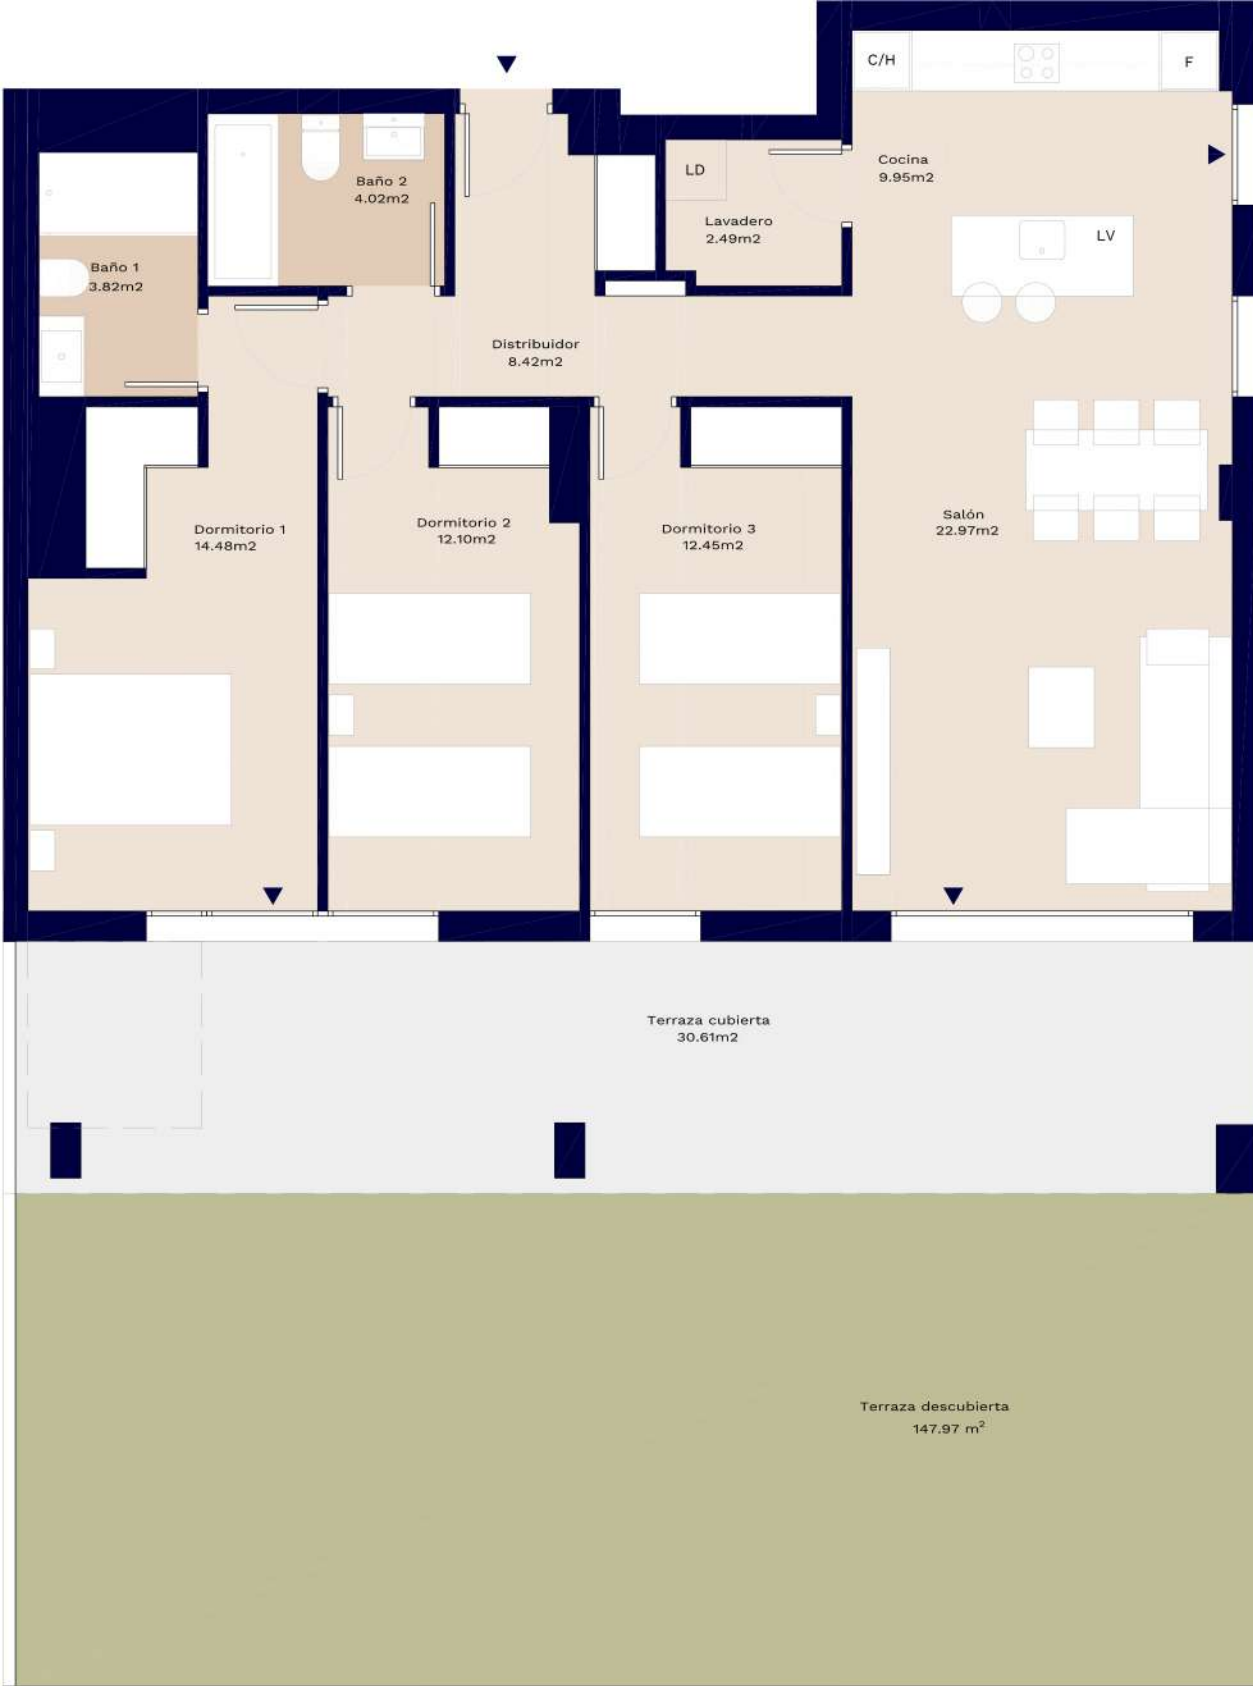 C/H
F
Cocina
9.95m2
LD
Baño 2
4.02m2
Lavadero
2.49m2
LV
Baño 1
3.82m2
Distribuidor
8.42m2
Dormitorio 1
14.48m2
Dormitorio 2
12.10m2
Dormitorio 3
12.45m2
Salón
22.97m2
Terraza cubierta
30.61m2
Terraza descubierta
147.97 m²